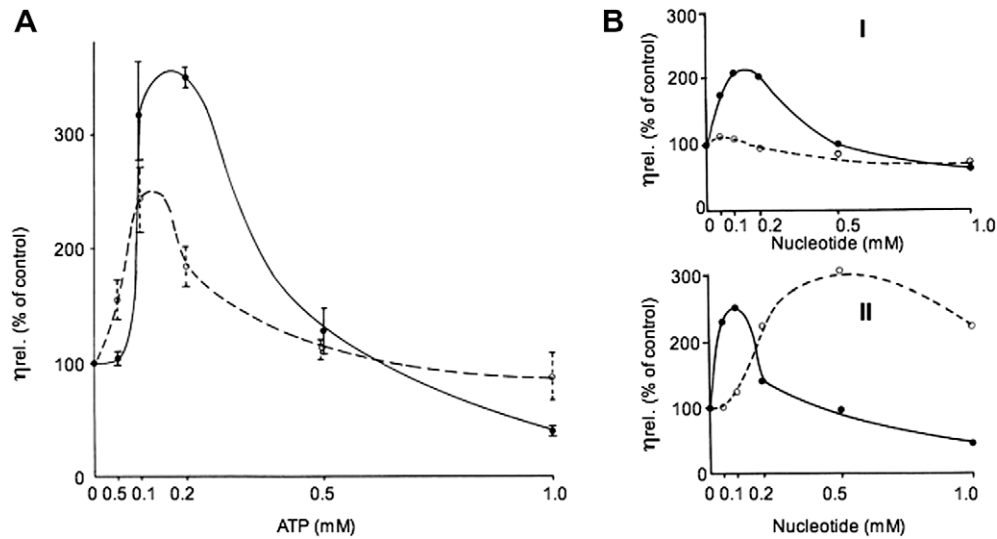 A
ηrel. (% of control)
300
200
100
0
0 0.5 0.1 0.2 0.5 1.0
ATP (mM)
B
I
ηrel. (% of control)
300
200
100
0
0 0.1 0.2 0.5 1.0
Nucleotide (mM)
II
ηrel. (% of control)
300
200
100
0
0 0.1 0.2 0.5 1.0
Nucleotide (mM)